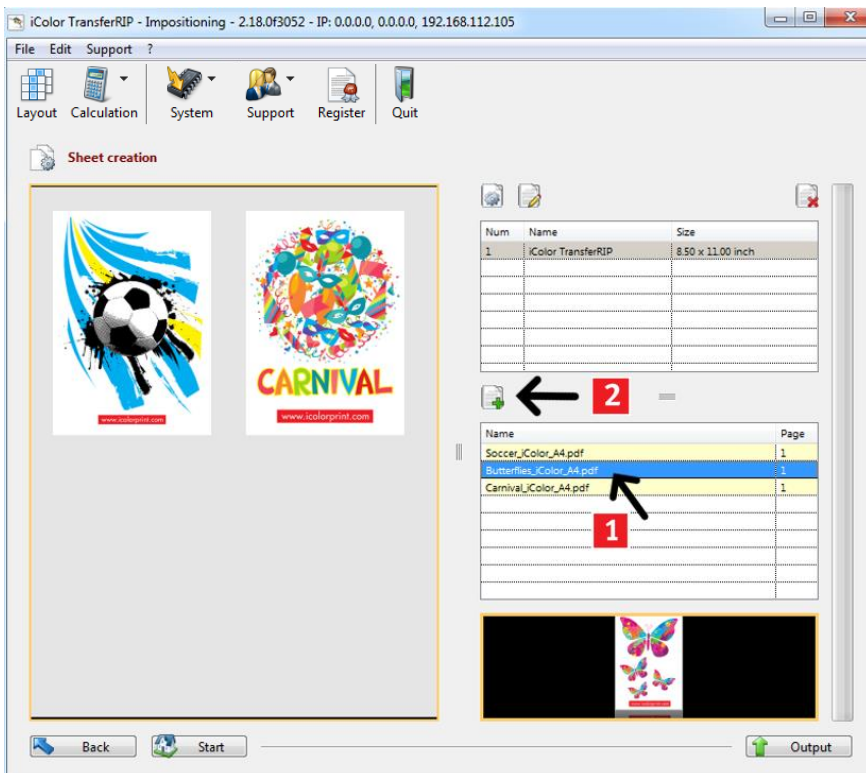 iColor TransferRIP - Impositioning - 2.18.0f3052 - IP: 0.0.0.0, 0.0.0.0, 192.168.112.105
File Edit Support ?
Layout Calculation System Support Register Quit
Sheet creation
CARNIVAL
www.icolorprint.com
www.icolorprint.com
Num Name Size
1 iColor TransferRIP 8.50 x 11.00 inch
2
Name Page
Soccer_iColor_A4.pdf 1
Butterflies_iColor_A4.pdf 1
Carnival_iColor_A4.pdf 1
1
Back Start Output